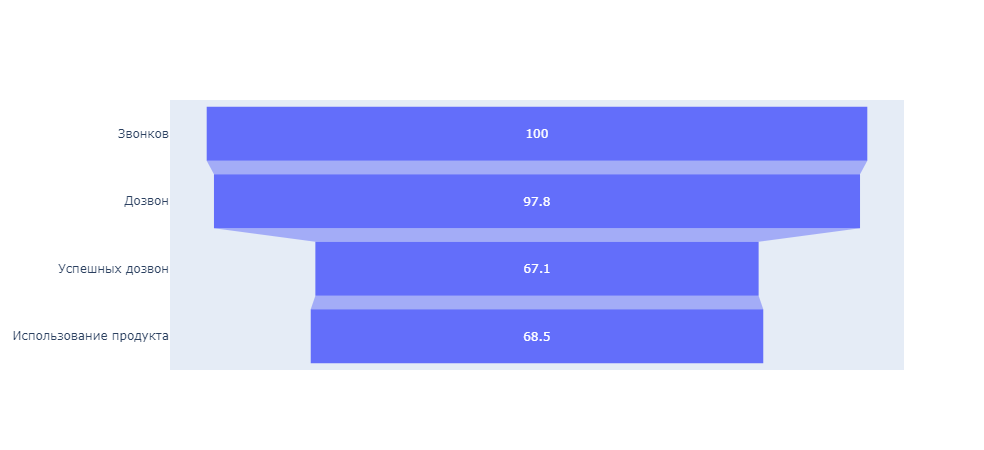 Звонков
100
Дозвон
97.8
Успешных дозвон
67.1
Использование продукта
68.5